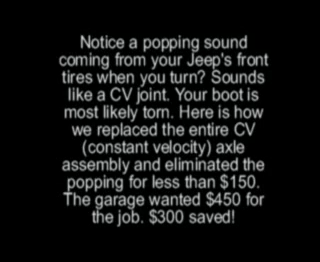 Notice a popping sound
coming from your Jeep's front
tires when you turn? Sounds
like a CV joint. Your boot is
most likely torn. Here is how
we replaced the entire CV
(constant velocity) axle
assembly and eliminated the
popping for less than $150.
The garage wanted $450 for
the job. $300 saved!